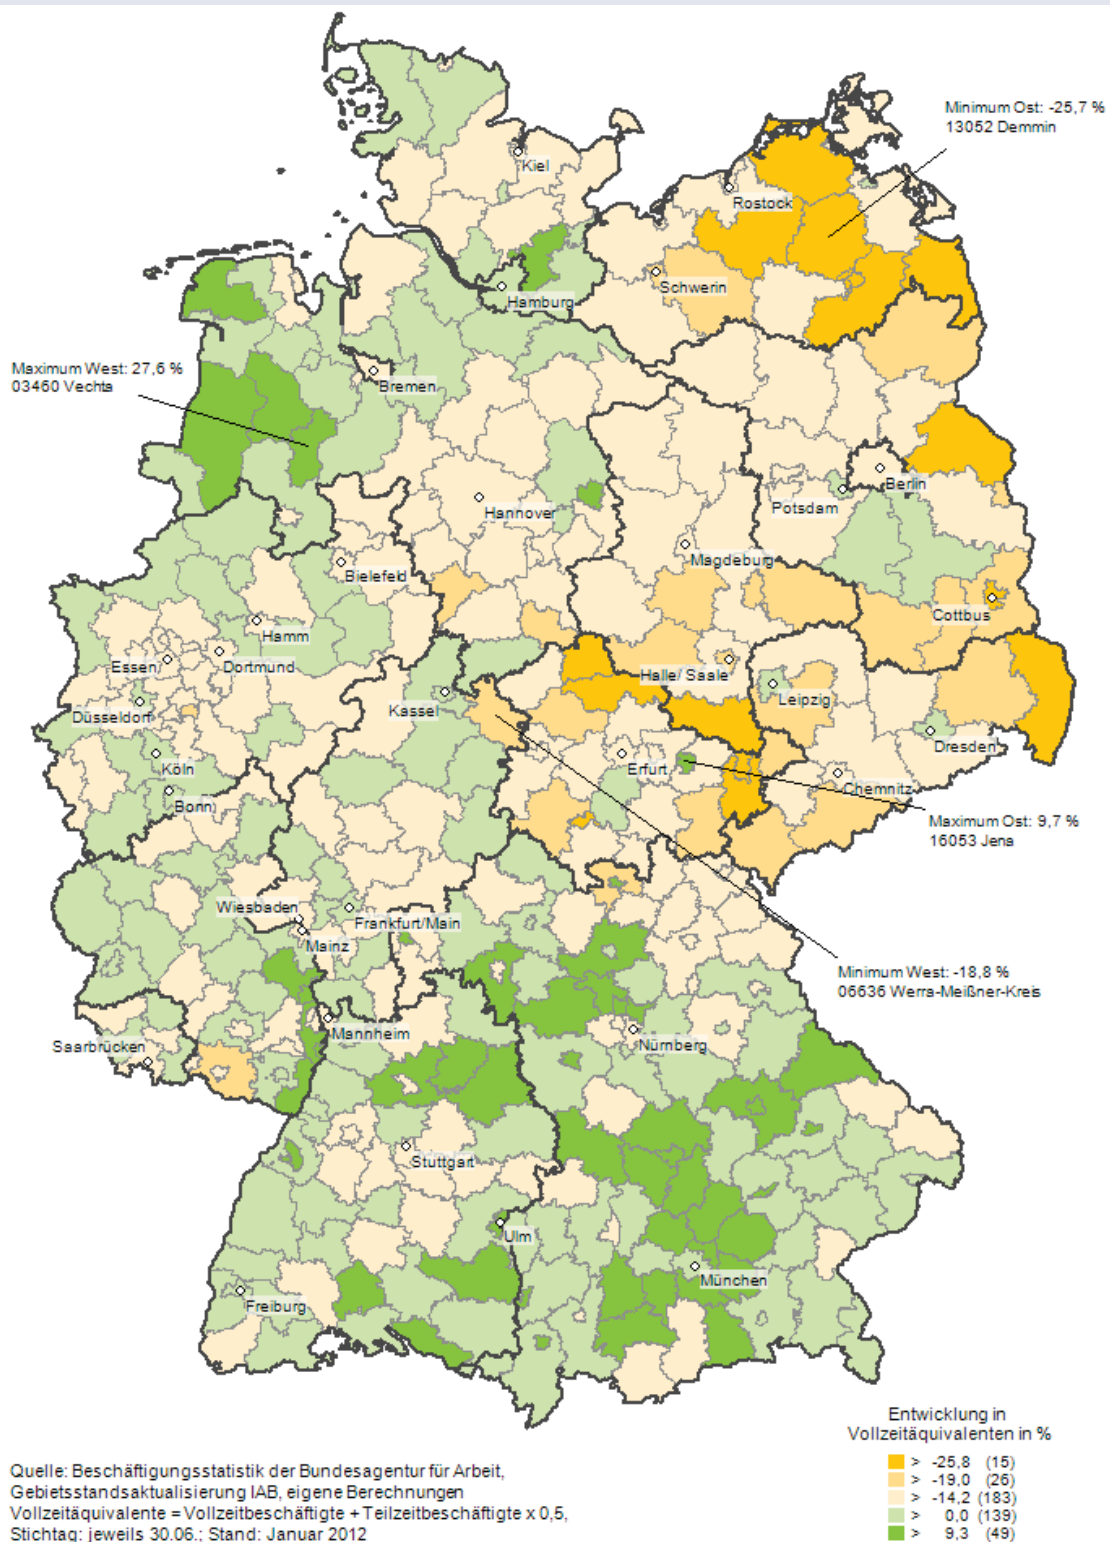 Minimum Ost: -25,7 %
13052 Demmin
Kiel
Rostock
Schwerin
Hamburg
Maximum West: 27,6 %
03460 Vechta
Bremen
Berlin
Potsdam
Hannover
Magdeburg
Bielefeld
Cottbus
Hamm
Essen
Dortmund
Halle/ Saale
Leipzig
Kassel
Düsseldorf
Dresden
Köln
Erfurt
Chemnitz
Bonn
Maximum Ost: 9,7 %
16053 Jena
Wiesbaden
Frankfurt/Main
Mainz
Minimum West: -18,8 %
06636 Werra-Meißner-Kreis
Mannheim
Nürnberg
Saarbrücken
Stuttgart
Ulm
München
Freiburg
Entwicklung in
Vollzeitäquivalenten in %
> -25,8 (15)
> -19,0 (26)
> -14,2 (183)
> 0,0 (139)
> 9,3 (49)
Quelle: Beschäftigungsstatistik der Bundesagentur für Arbeit,
Gebietsstandsaktualisierung IAB, eigene Berechnungen
Vollzeitäquivalente = Vollzeitbeschäftigte + Teilzeitbeschäftigte x 0,5,
Stichtag: jeweils 30.06.; Stand: Januar 2012